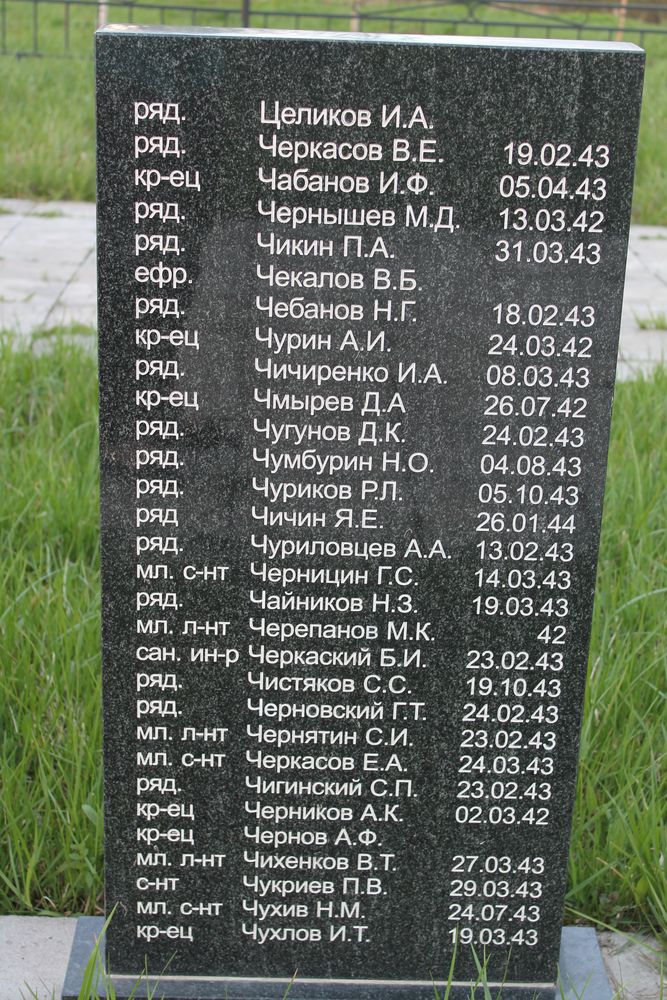 ряд. Целиков И.А.
ряд. Черкасов В.Е. 19.02.43
кр-ец Чабанов И.Ф. 05.04.43
ряд. Чернышев М.Д. 13.03.42
ряд. Чикин П.А. 31.03.43
ефр. Чекалов В.Б.
ряд. Чебанов Н.Г. 18.02.43
кр-ец Чурин А.И. 24.03.42
ряд. Чичиренко И.А. 08.03.43
кр-ец Чмырев Д.А 26.07.42
ряд. Чугунов Д.К. 24.02.43
ряд. Чумбурин Н.О. 04.08.43
ряд. Чуриков Р.Л. 05.10.43
ряд Чичин Я.Е. 26.01.44
ряд. Чуриловцев А.А. 13.02.43
мл. с-нт Черницин Г.С. 14.03.43
ряд. Чайников Н.З. 19.03.43
мл. л-нт Черепанов М.К. 42
сан. ин-р Черкаский Б.И. 23.02.43
ряд. Чистяков С.С. 19.10.43
ряд. Черновский Г.Т. 24.02.43
мл. л-нт Чернятин С.И. 23.02.43
мл. с-нт Черкасов Е.А. 24.03.43
ряд. Чигинский С.П. 23.02.43
кр-ец Черников А.К. 02.03.42
кр-ец Чернов А.Ф.
мл. л-нт Чихенков В.Т. 27.03.43
с-нт Чукриев П.В. 29.03.43
мл. с-нт Чухив Н.М. 24.07.43
кр-ец Чухлов И.Т. 19.03.43